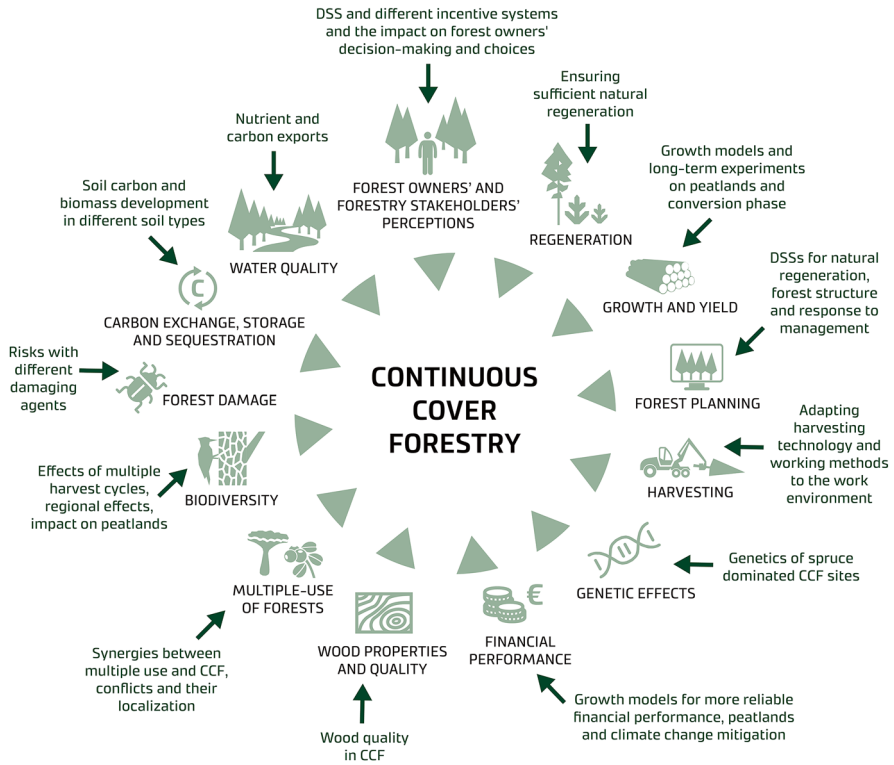 DSS and different incentive systems
and the impact on forest owners'
decision-making and choices
FOREST OWNERS' AND
FORESTRY STAKEHOLDERS'
PERCEPTIONS
Ensuring
sufficient natural
regeneration
REGENERATION
Growth models and
long-term experiments
on peatlands and
conversion phase
GROWTH AND YIELD
DSSs for natural
regeneration,
forest structure
and response to
management
FOREST PLANNING
Adapting
harvesting
technology and
working methods
to the work
environment
HARVESTING
Genetics of spruce
dominated CCF sites
GENETIC EFFECTS
€
FINANCIAL
PERFORMANCE
Growth models for more reliable
financial performance, peatlands
and climate change mitigation
WOOD PROPERTIES
AND QUALITY
Wood quality
in CCF
MULTIPLE-USE
OF FORESTS
Synergies between
multiple use and CCF,
conflicts and their
localization
BIODIVERSITY
Effects of multiple
harvest cycles,
regional effects,
impact on peatlands
FOREST DAMAGE
Risks with
different
damaging
agents
C
CARBON EXCHANGE, STORAGE
AND SEQUESTRATION
Soil carbon and
biomass development
in different soil types
WATER QUALITY
Nutrient and
carbon exports
CONTINUOUS
COVER
FORESTRY